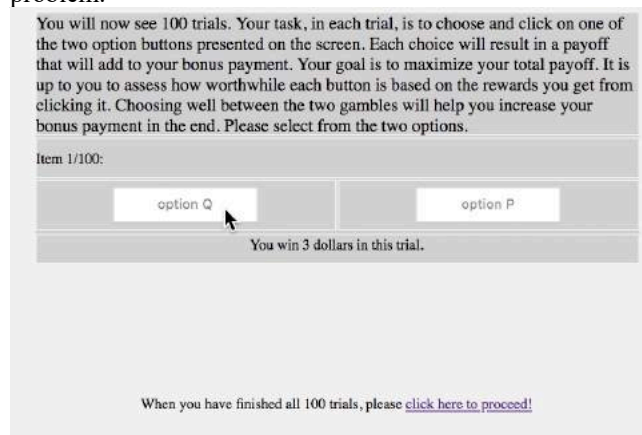 problem.
You will now see 100 trials. Your task, in each trial, is to choose and click on one of
the two option buttons presented on the screen. Each choice will result in a payoff
that will add to your bonus payment. Your goal is to maximize your total payoff. It is
up to you to assess how worthwhile each button is based on the rewards you get from
clicking it. Choosing well between the two gambles will help you increase your
bonus payment in the end. Please select from the two options.
Item 1/100:
option Q option P
You win 3 dollars in this trial.
When you have finished all 100 trials, please click here to proceed!